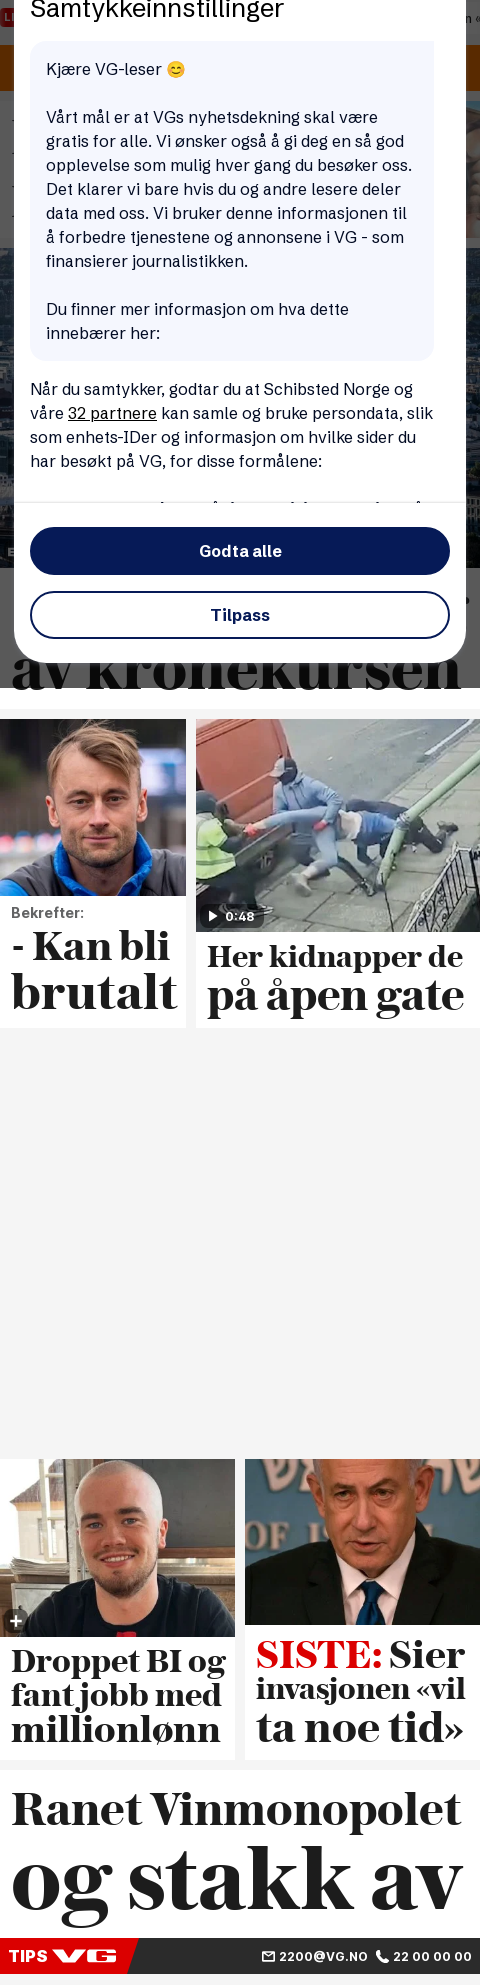 Samtykkeinnstillinger
Kjære VG-leser 😊
Vårt mål er at VGs nyhetsdekning skal være
gratis for alle. Vi ønsker også å gi deg en så god
opplevelse som mulig hver gang du besøker oss.
Det klarer vi bare hvis du og andre lesere deler
data med oss. Vi bruker denne informasjonen til
å forbedre tjenestene og annonsene i VG - som
finansierer journalistikken.
Du finner mer informasjon om hva dette
innebærer her:
Når du samtykker, godtar du at Schibsted Norge og
våre 32 partnere kan samle og bruke persondata, slik
som enhets-IDer og informasjon om hvilke sider du
har besøkt på VG, for disse formålene:
Godta alle
Tilpass
av kronekursen
0:48
Bekrefter:
- Kan bli
brutalt
Her kidnapper de
på åpen gate
OF
Droppet BI og
fant jobb med
millionlønn
SISTE: Sier
invasjonen «vil
ta noe tid»
Ranet Vinmonopolet
og stakk av
TIPS VG 2200@VG.NO 22 00 00 00